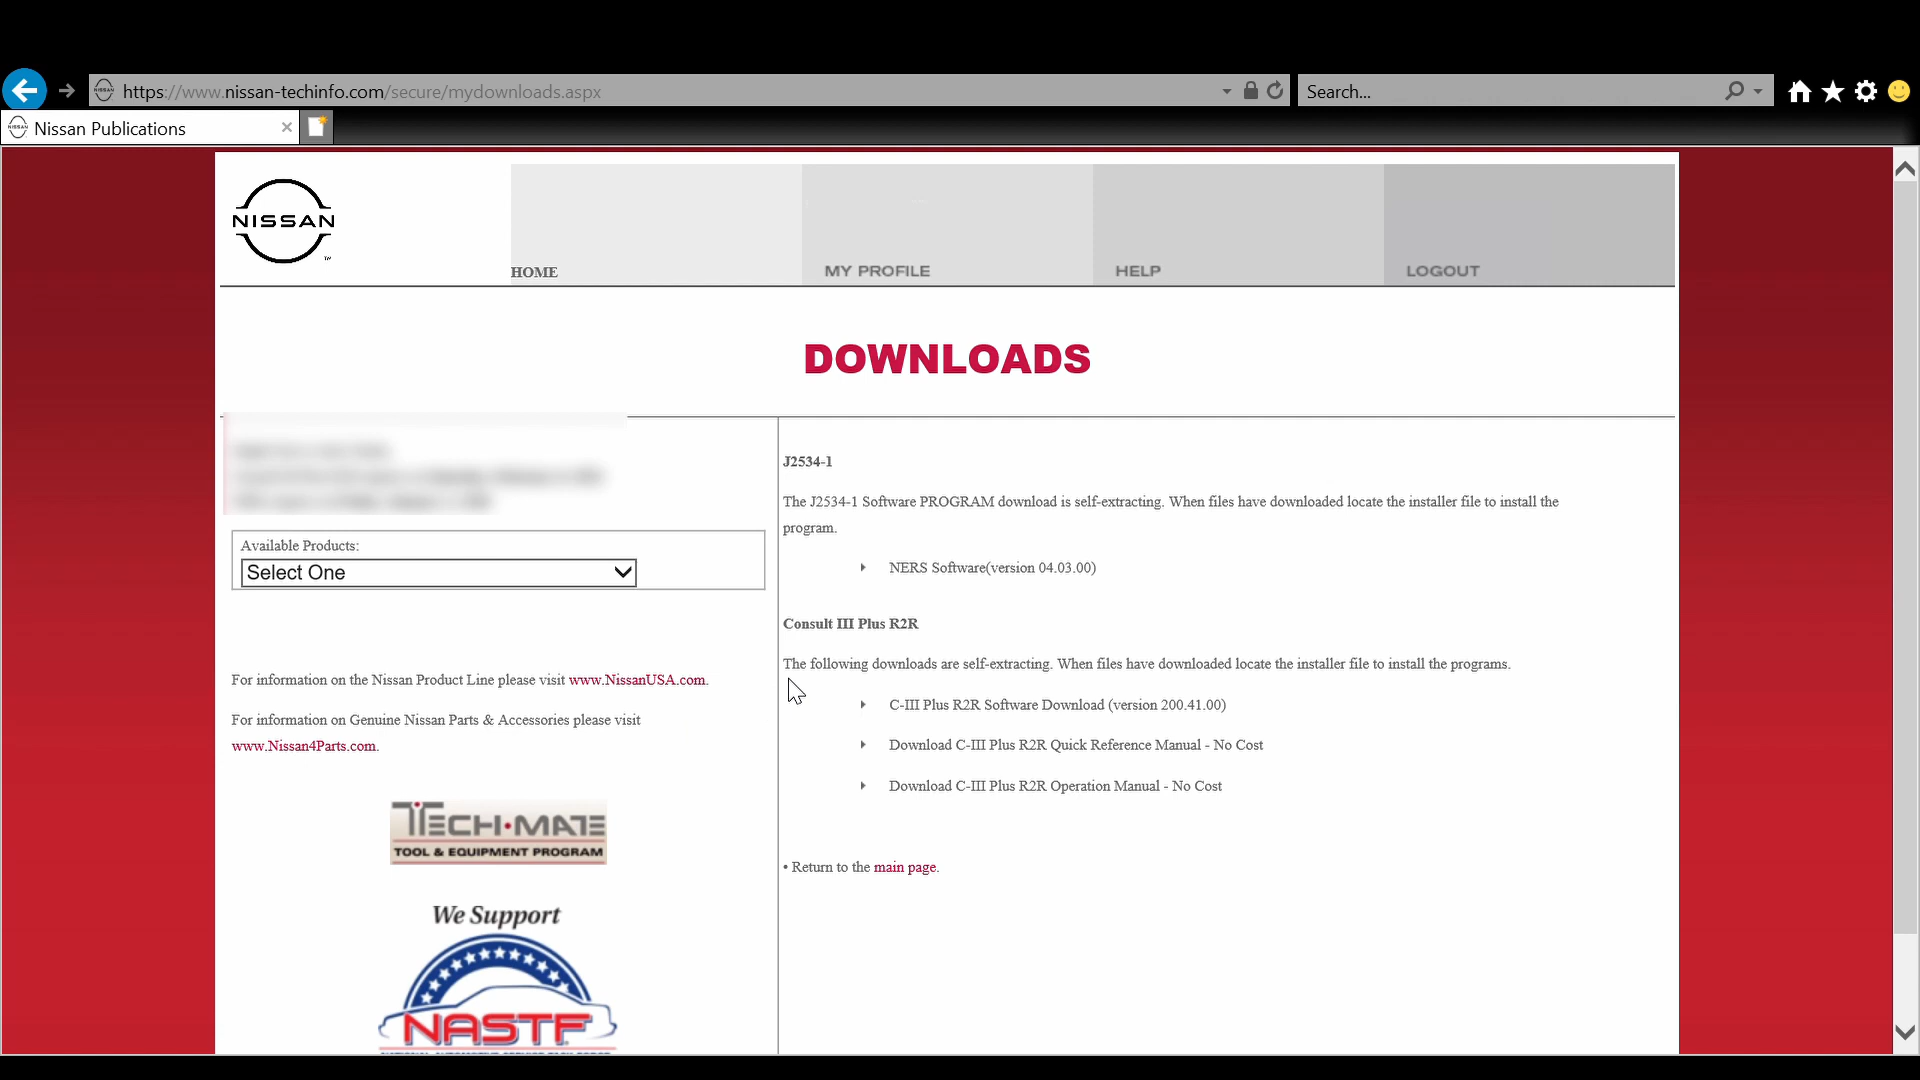 https://www.nissan-techinfo.com/secure/mydownloads.aspx
Search...
Nissan Publications
NISSAN
HOME
MY PROFILE
HELP
LOGOUT
DOWNLOADS
Available Products:
Select One
For information on the Nissan Product Line please visit www.NissanUSA.com.
For information on Genuine Nissan Parts & Accessories please visit
www.Nissan4Parts.com.
TECH•MATE
TOOL & EQUIPMENT PROGRAM
We Support
NASTF
J2534-1
The J2534-1 Software PROGRAM download is self-extracting. When files have downloaded locate the installer file to install the
program.
NERS Software(version 04.03.00)
Consult III Plus R2R
The following downloads are self-extracting. When files have downloaded locate the installer file to install the programs.
C-III Plus R2R Software Download (version 200.41.00)
Download C-III Plus R2R Quick Reference Manual - No Cost
Download C-III Plus R2R Operation Manual - No Cost
• Return to the main page.